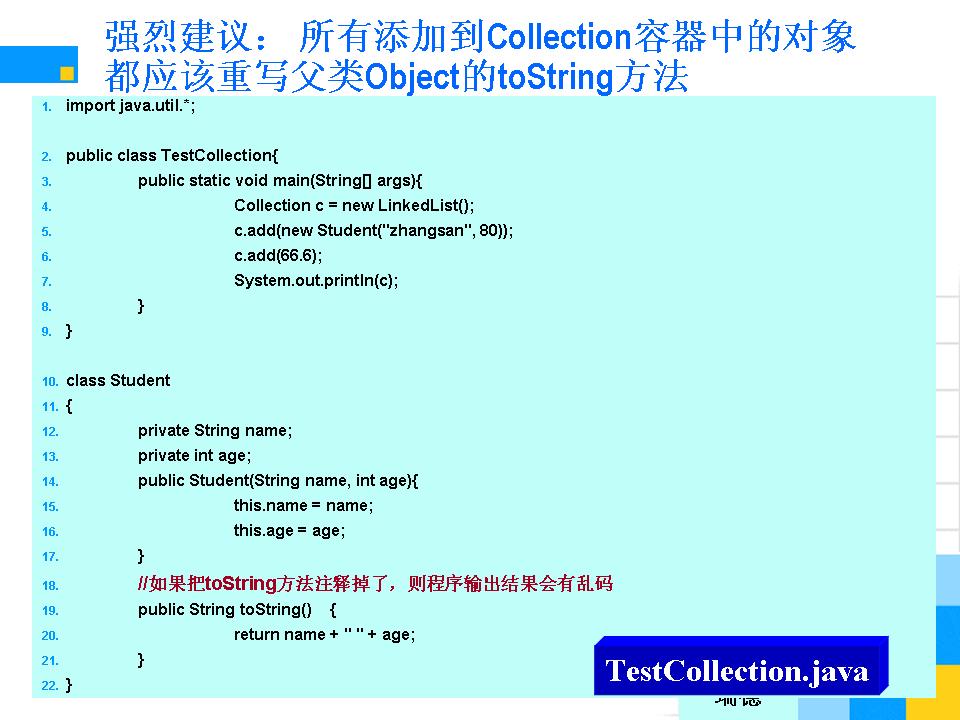 强烈建议： 所有添加到Collection容器中的对象
都应该重写父类Object的toString方法
1. import java.util.*;
2. public class TestCollection{
3. public static void main(String[] args){
4. Collection c = new LinkedList();
5. c.add(new Student("zhangsan", 80));
6. c.add(66.6);
7. System.out.println(c);
8. }
9. }
10. class Student
11. {
12. private String name;
13. private int age;
14. public Student(String name, int age){
15. this.name = name;
16. this.age = age;
17. }
18. //如果把toString方法注释掉了，则程序输出结果会有乱码
19. public String toString() {
20. return name + " " + age;
21. }
22. }
TestCollection.java